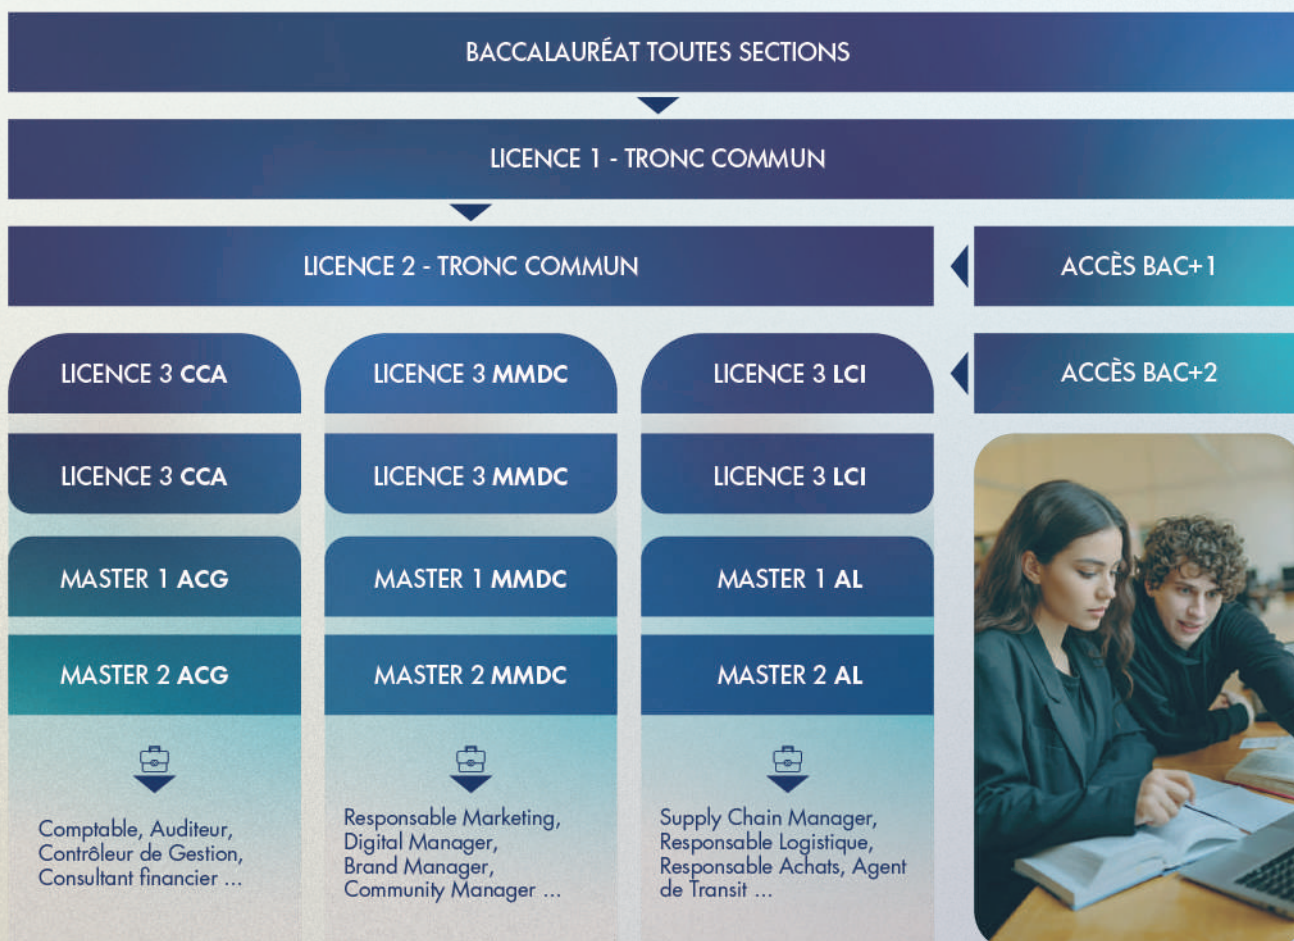 BACCALAURÉAT TOUTES SECTIONS
LICENCE 1 - TRONC COMMUN
LICENCE 2 - TRONC COMMUN
ACCÈS BAC+1
LICENCE 3 CCA
LICENCE 3 MMDC
LICENCE 3 LCI
ACCÈS BAC+2
LICENCE 3 CCA
LICENCE 3 MMDC
LICENCE 3 LCI
MASTER 1 ACG
MASTER 1 MMDC
MASTER 1 AL
MASTER 2 ACG
MASTER 2 MMDC
MASTER 2 AL
Comptable, Auditeur,
Contrôleur de Gestion,
Consultant financier ...
Responsable Marketing,
Digital Manager,
Brand Manager,
Community Manager ...
Supply Chain Manager,
Responsable Logistique,
Responsable Achats, Agent
de Transit ...